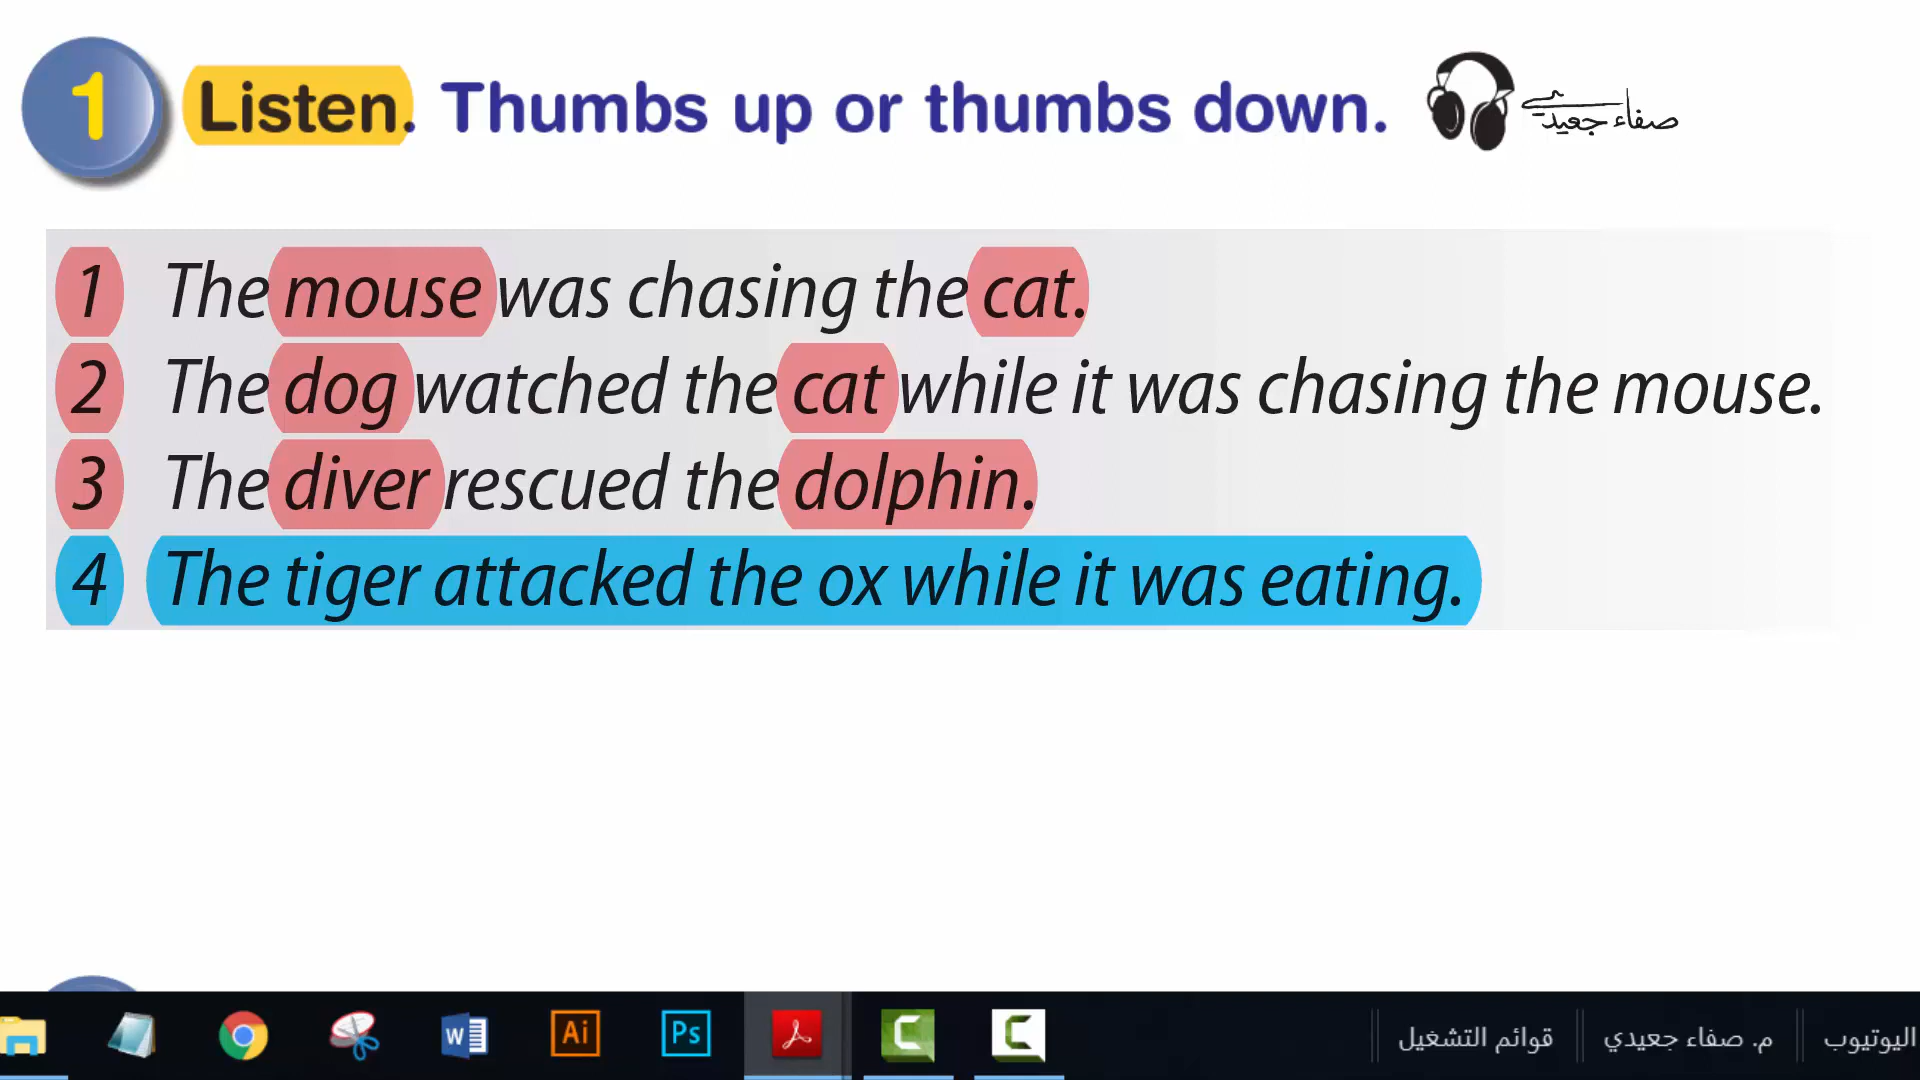 1 Listen. Thumbs up or thumbs down.
صفاء جعيدي
1 The mouse was chasing the cat.
2 The dog watched the cat while it was chasing the mouse.
3 The diver rescued the dolphin.
4 The tiger attacked the ox while it was eating.
W Ai Ps C C
قوائم التشغيل
م. صفاء جعيدي
اليوتيوب